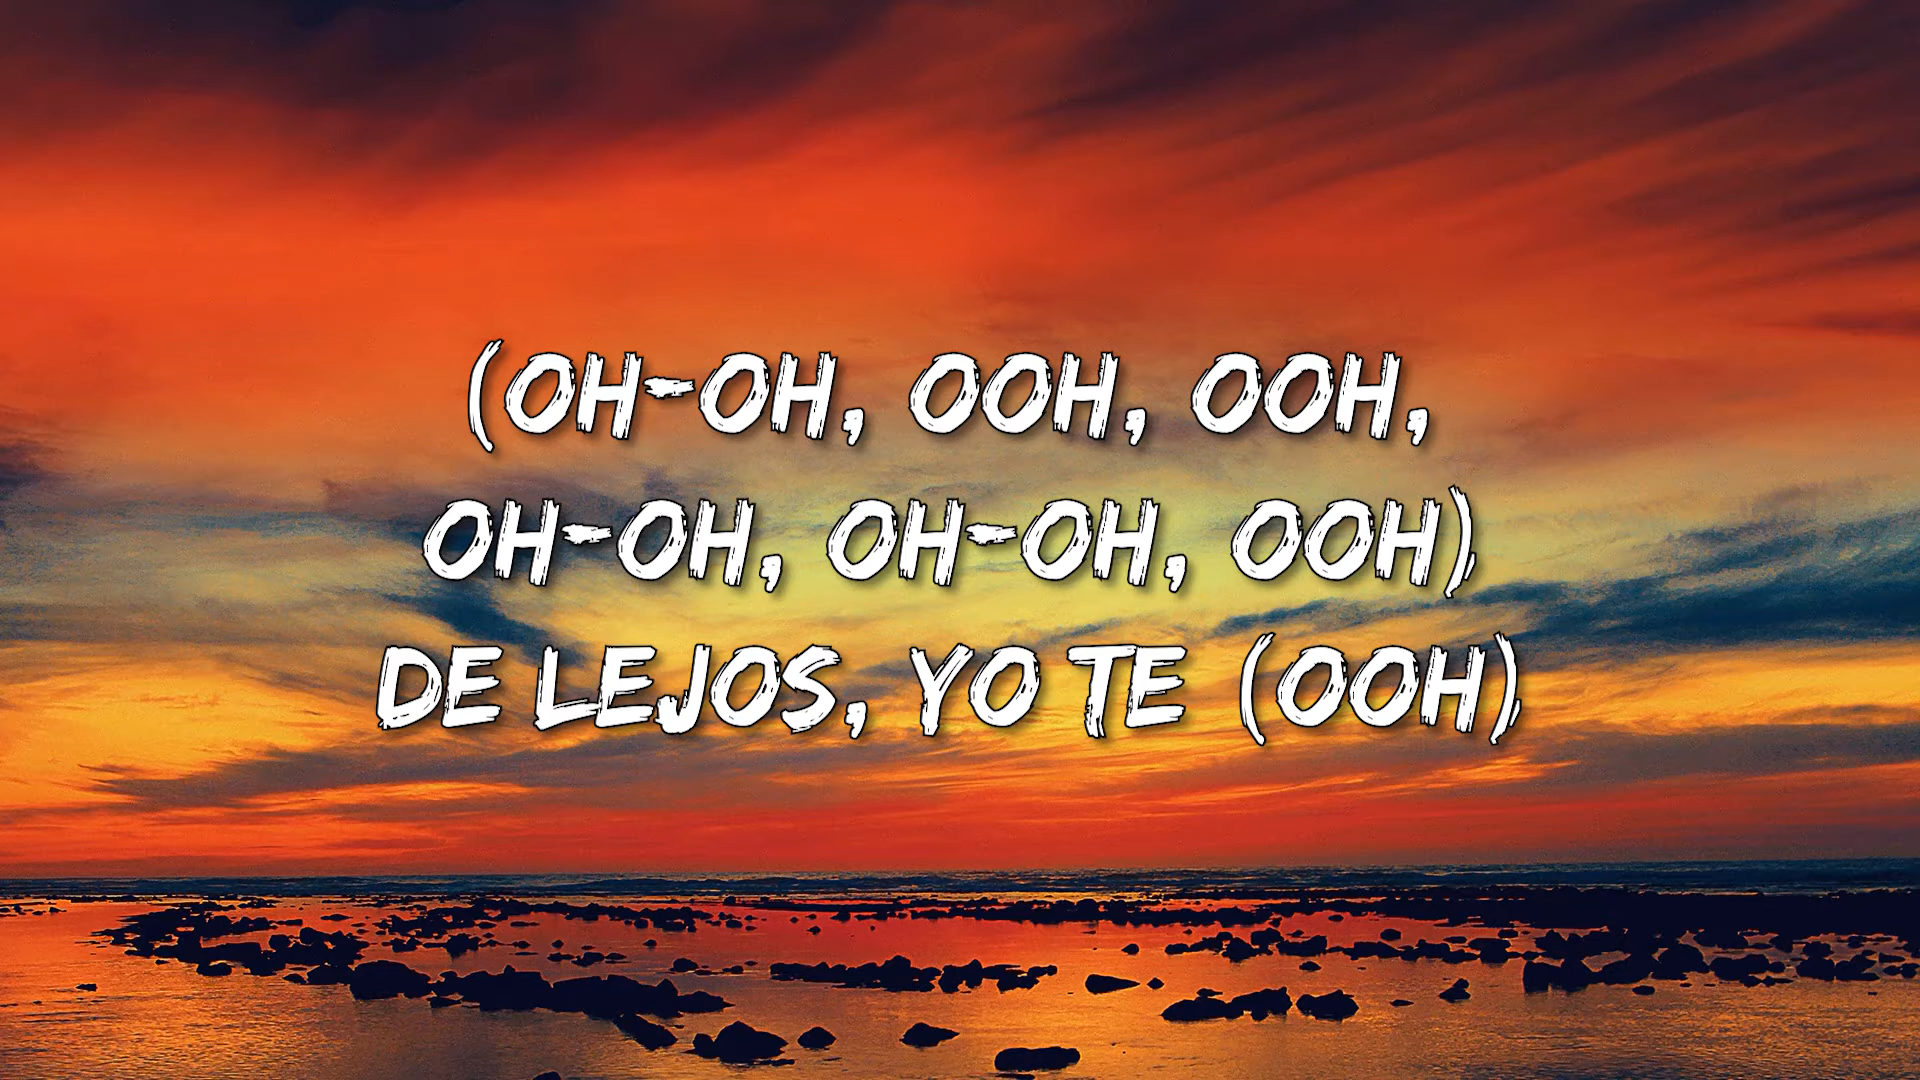 (OH-OH, OOH, OOH,
OH-OH, OH-OH, OOH)
DE LEJOS, YO TE (OOH)